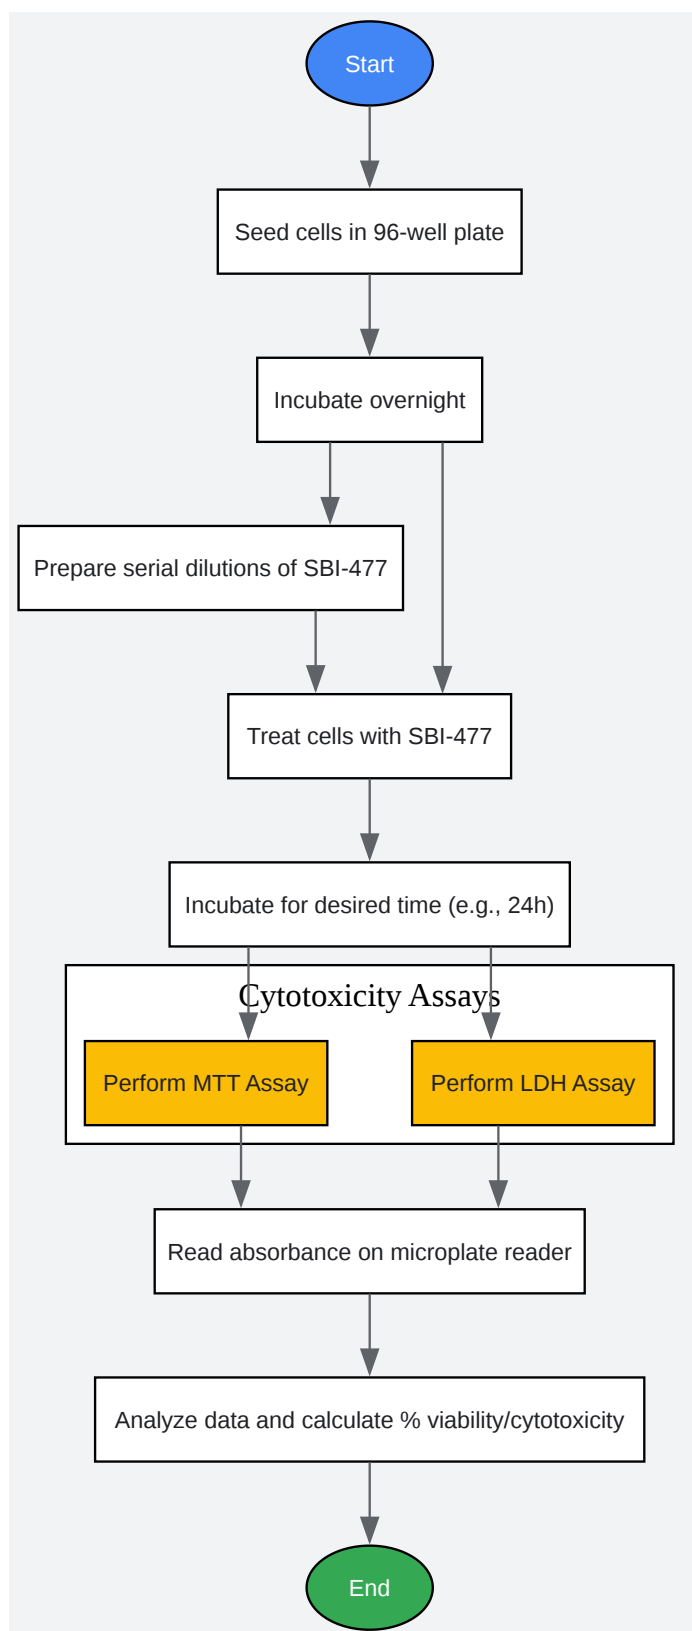 Start
Seed cells in 96-well plate
Incubate overnight
Prepare serial dilutions of SBI-477
Treat cells with SBI-477
Incubate for desired time (e.g., 24h)
Cytotoxicity Assays
Perform MTT Assay
Perform LDH Assay
Read absorbance on microplate reader
Analyze data and calculate % viability/cytotoxicity
End